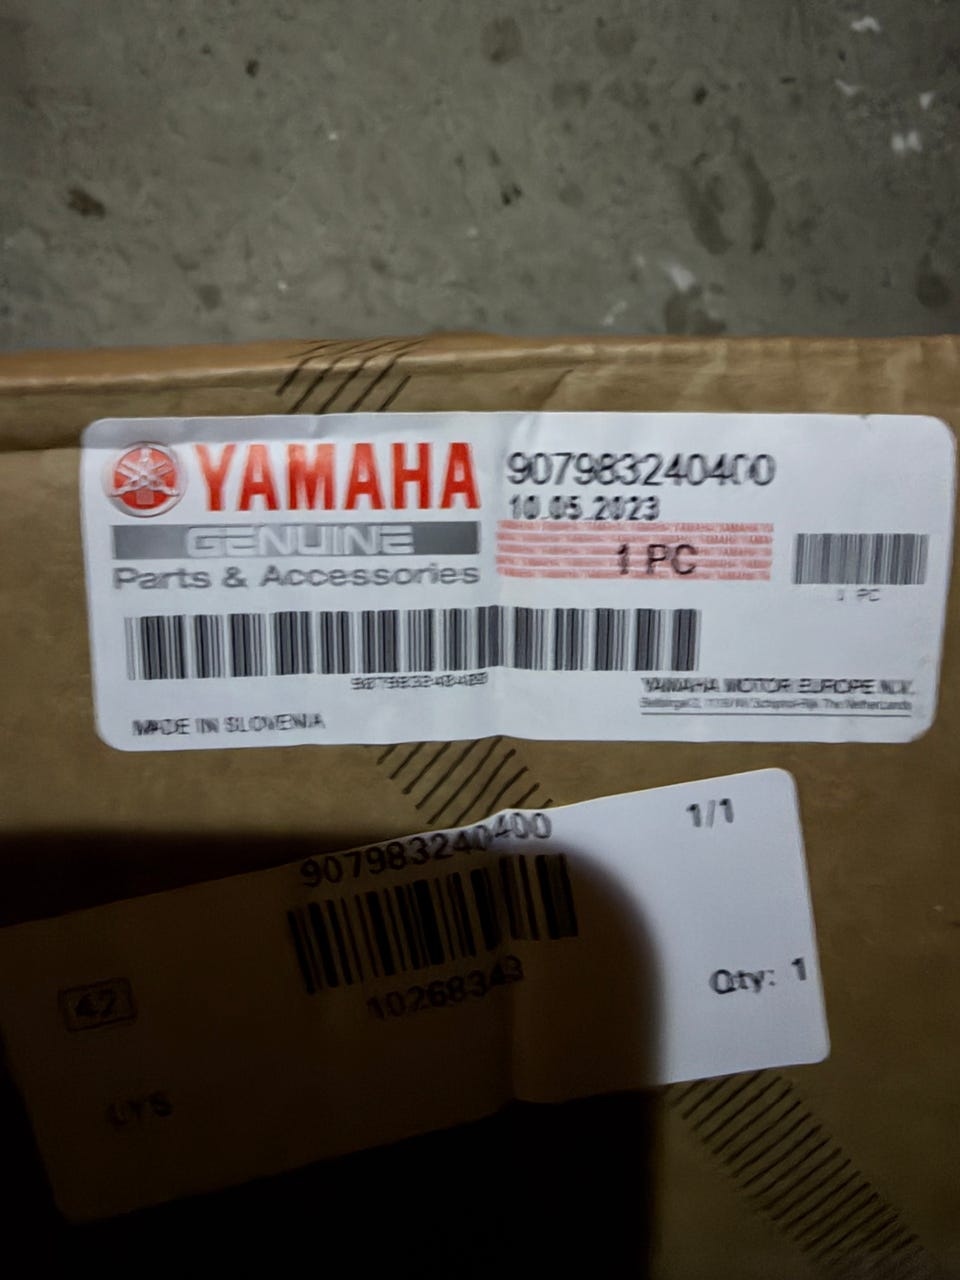 YAMAHA
GENUINE
Parts & Accessories
907983240400
10.05.2023
1 PC
1 PC
907983240400
YAMAHA MOTOR EUROPE N.V.
MADE IN SLOVENIA
907983240400
1/1
10268343
42
Qty: 1